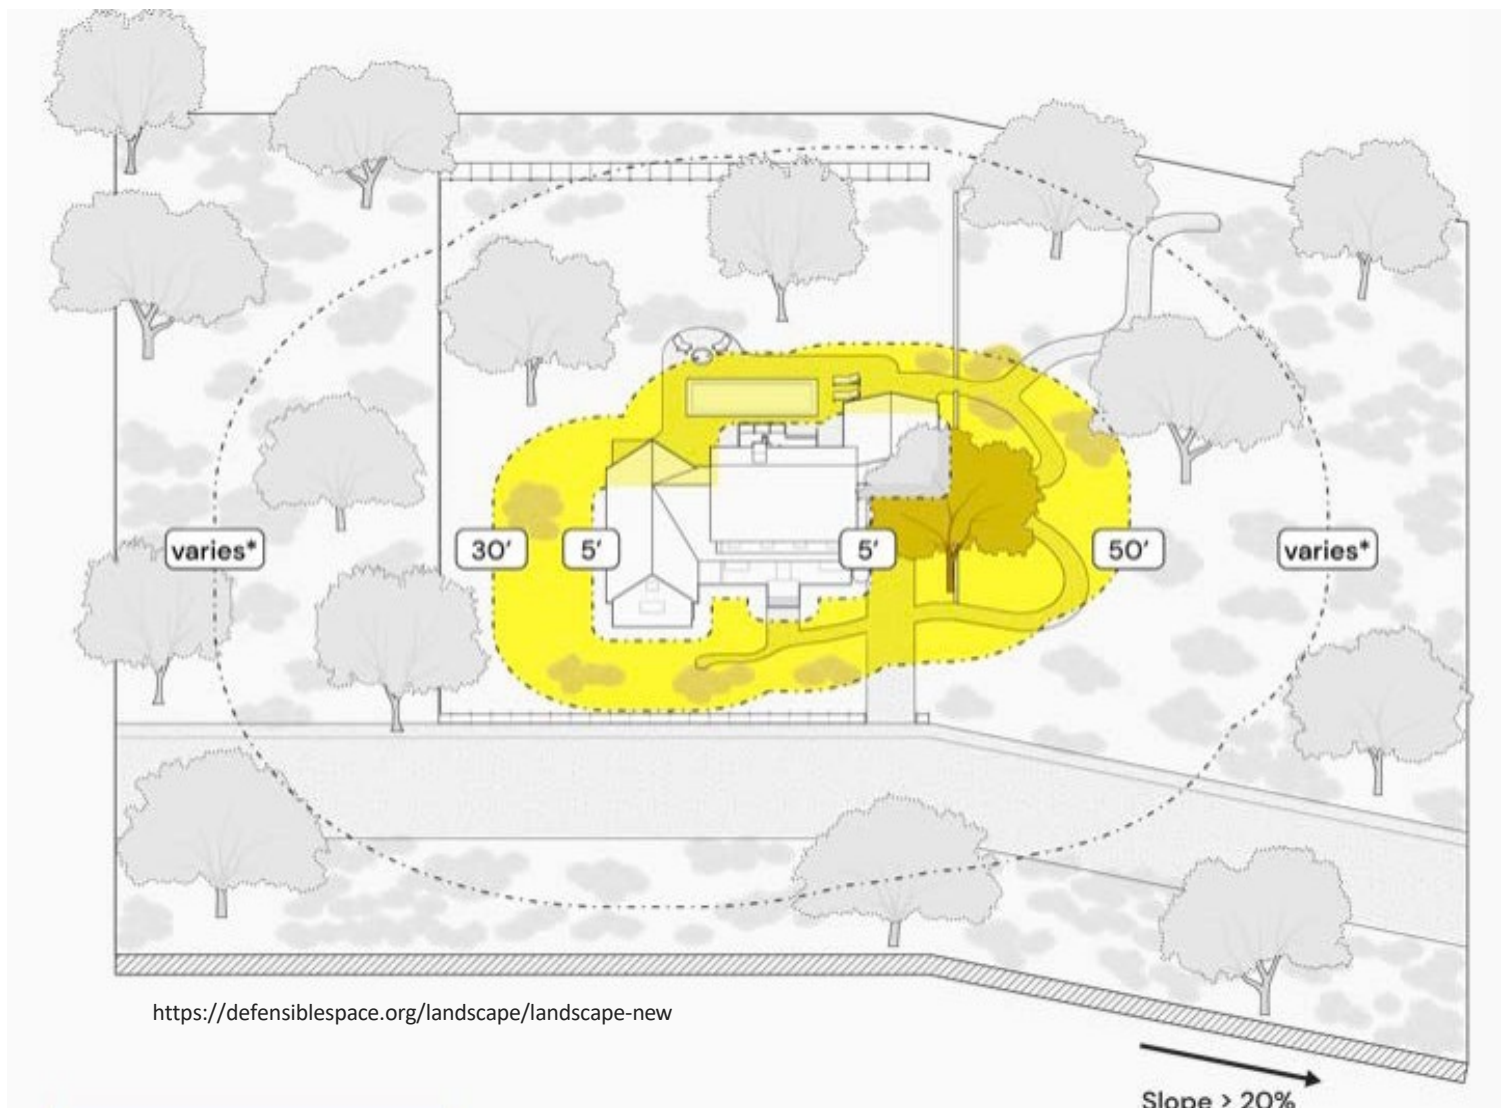 varies*
30’
5’
5’
50’
varies*
https://defensiblespace.org/landscape/landscape-new
Slope > 20%